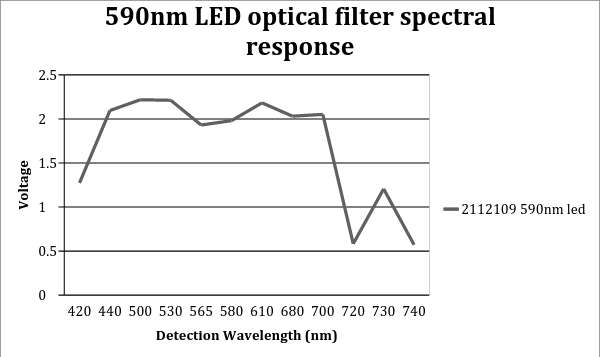 590nm LED optical filter spectral
response
2.5
2
1.5
1
0.5
0
Voltage
420 440 500 530 565 580 610 680 700 720 730 740
Detection Wavelength (nm)
2112109 590nm led